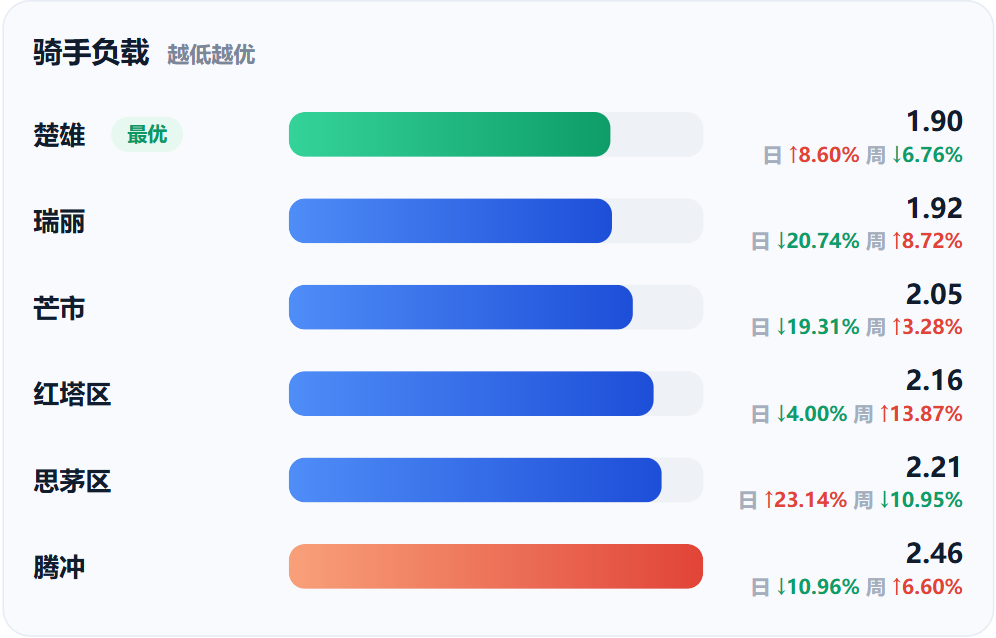 骑手负载 越低越优
楚雄 最优 1.90
日 ↑8.60% 周 ↓6.76%
瑞丽 1.92
日 ↓20.74% 周 ↑8.72%
芒市 2.05
日 ↓19.31% 周 ↑3.28%
红塔区 2.16
日 ↓4.00% 周 ↑13.87%
思茅区 2.21
日 ↑23.14% 周 ↓10.95%
腾冲 2.46
日 ↓10.96% 周 ↑6.60%